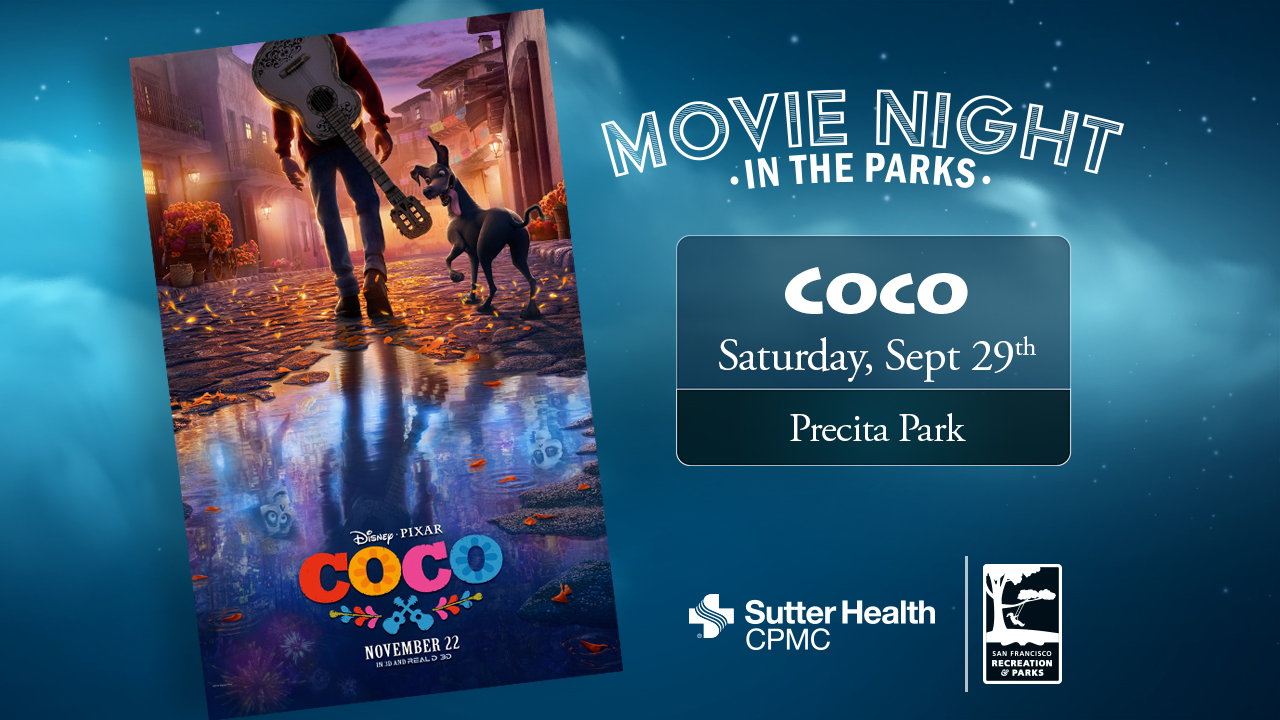 DISNEY · PIXAR
COCO
NOVEMBER 22
IN 3D AND REAL D 3D
MOVIE NIGHT
• IN THE PARKS •
COCO
Saturday, Sept 29th
Precita Park
Sutter Health
CPMC
SAN FRANCISCO
RECREATION
& PARKS